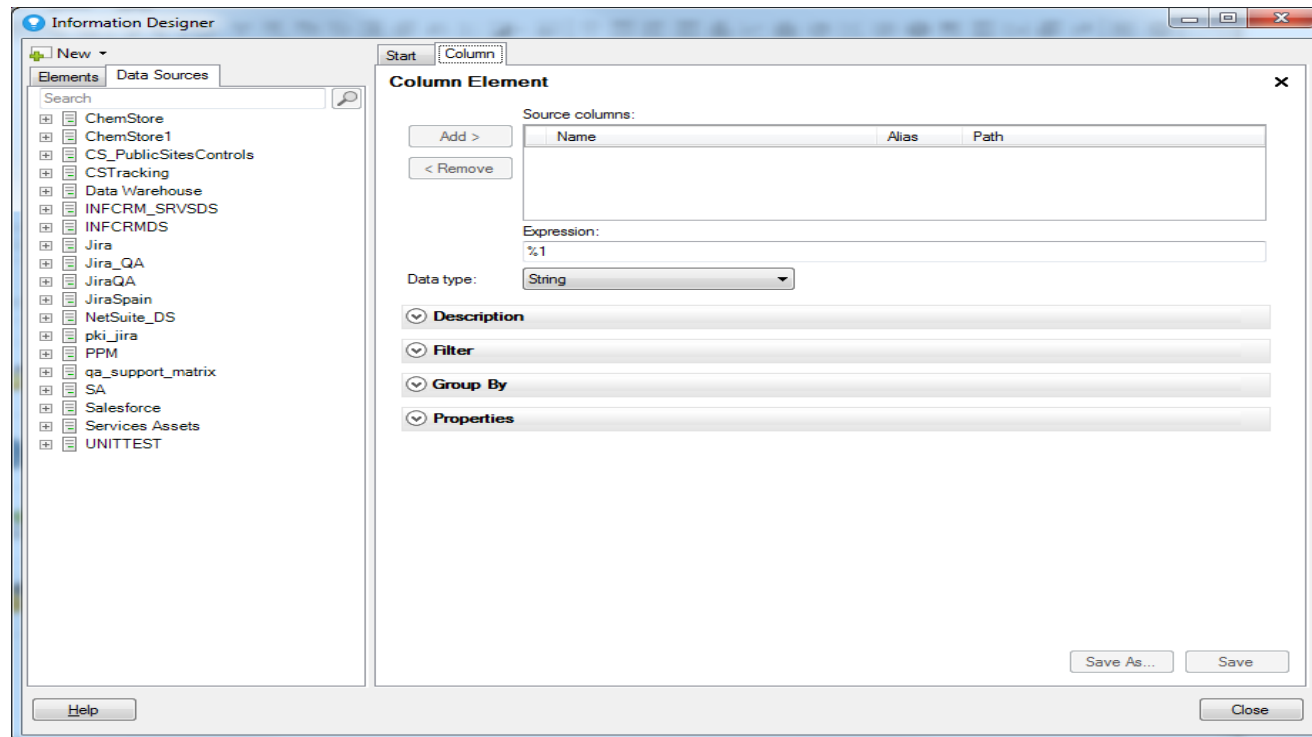 Information Designer
New
Elements Data Sources
Search
ChemStore
ChemStore1
CS_PublicSitesControls
CSTracking
Data Warehouse
INFCRM_SRVSDS
INFCRMDS
Jira
Jira_QA
JiraQA
JiraSpain
NetSuite_DS
pki_jira
PPM
qa_support_matrix
SA
Salesforce
Services Assets
UNITTEST
Help
Start Column
Column Element
Source columns:
Add > Name Alias Path
< Remove
Expression:
%1
Data type: String
Description
Filter
Group By
Properties
Save As... Save
Close